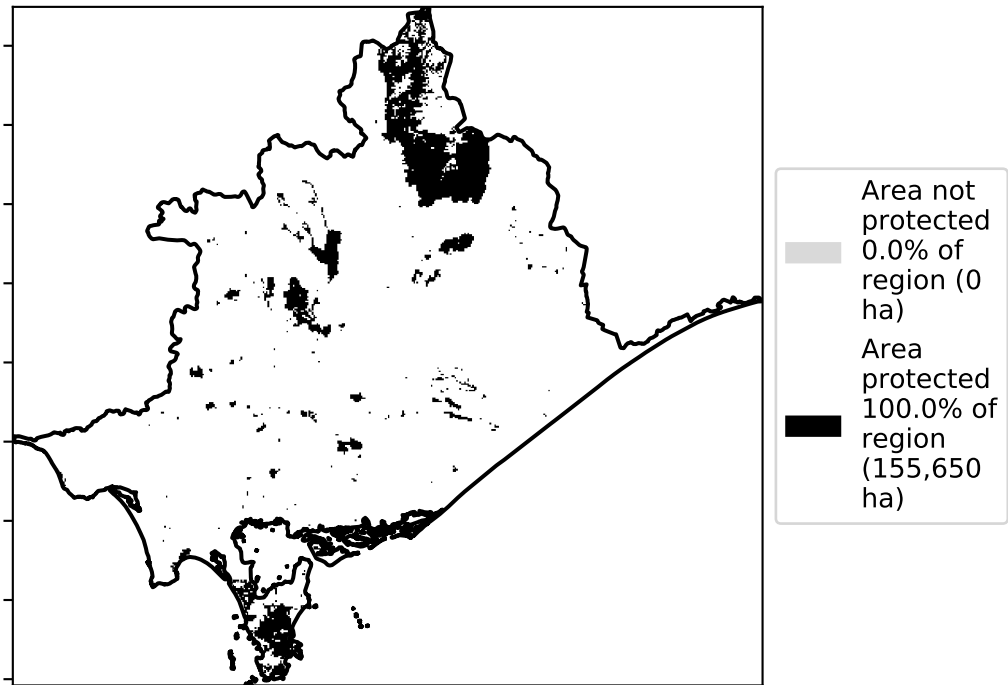 Area not
protected
0.0% of
region (0
ha)
Area
protected
100.0% of
region
(155,650
ha)